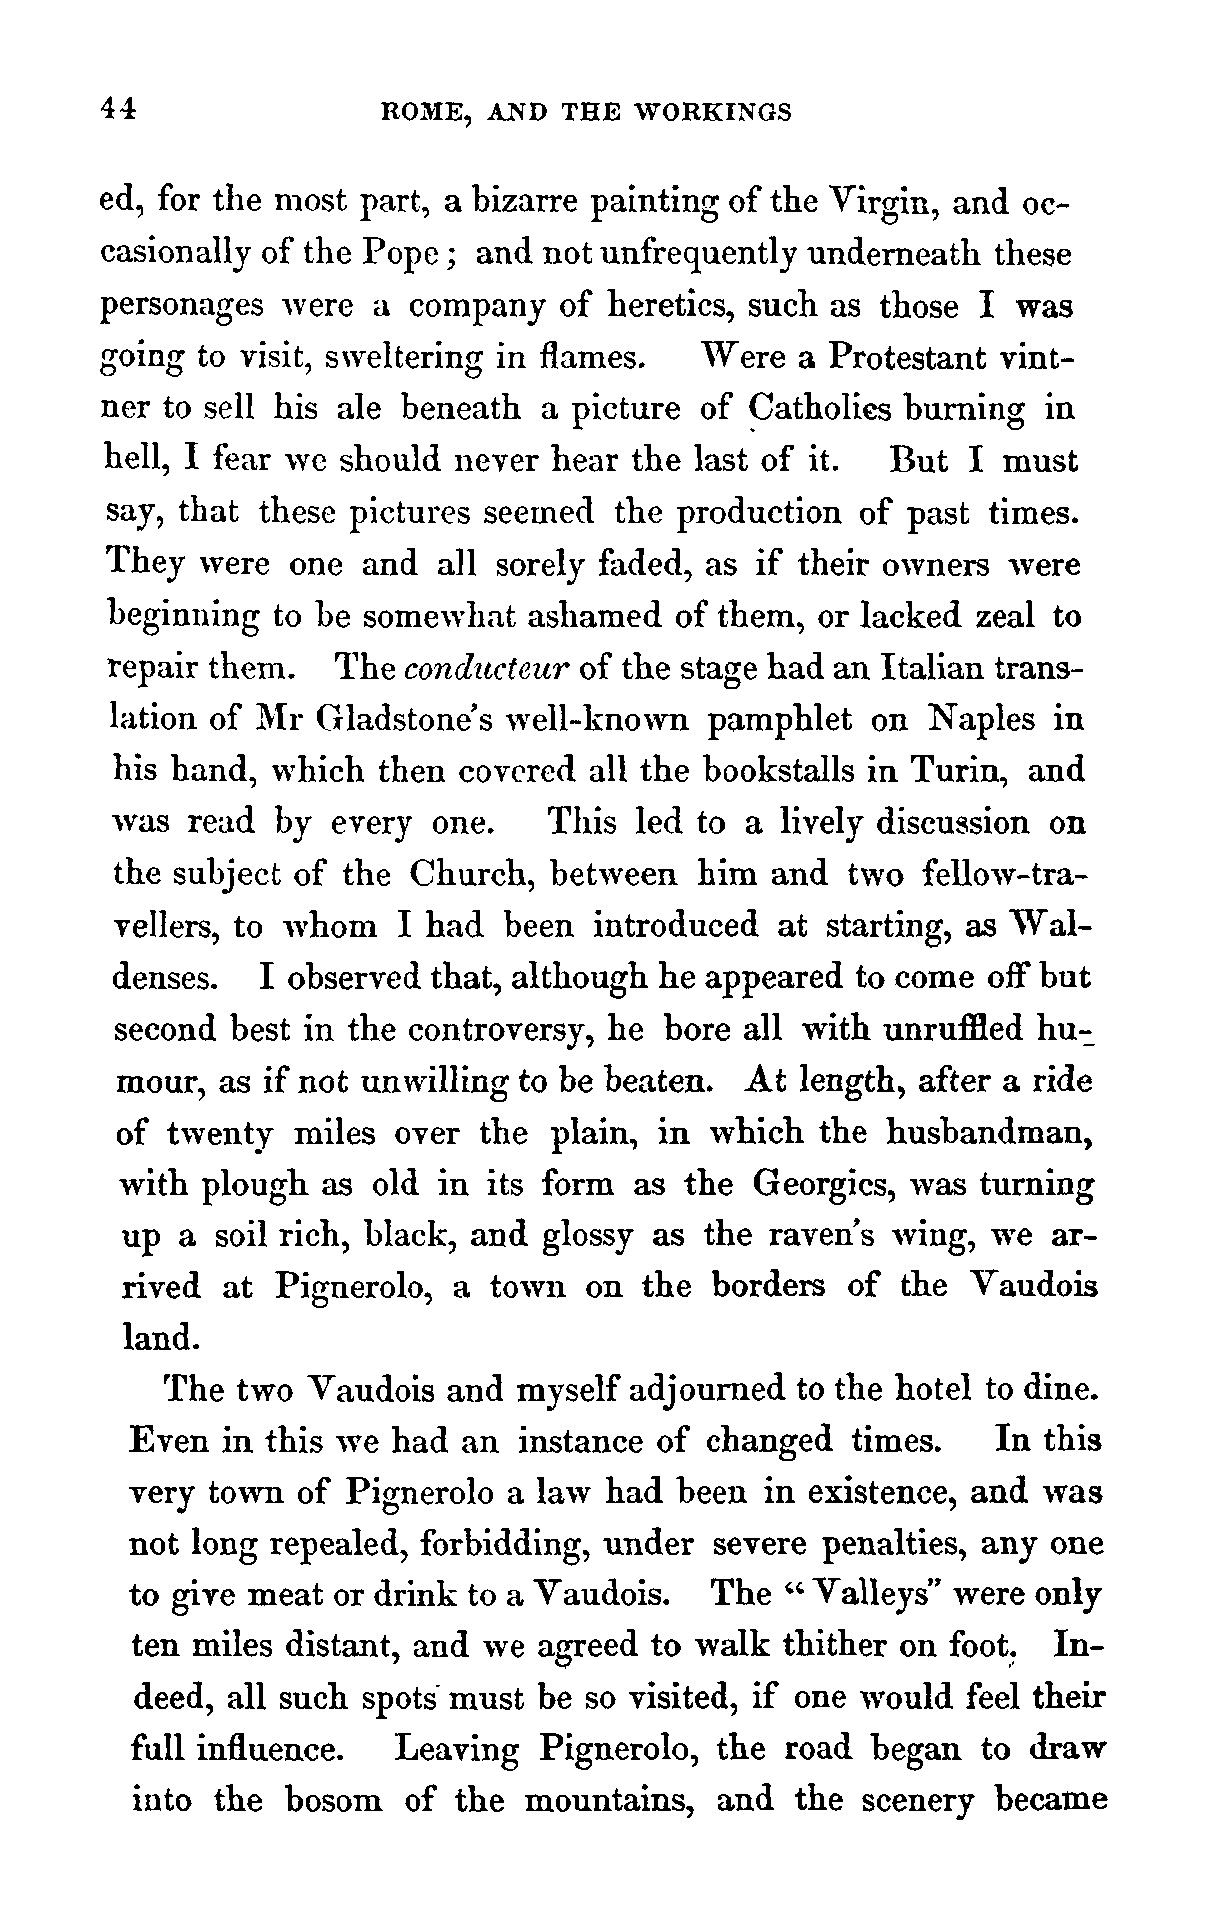 44 ROME, AND THE WORKINGS
ed, for the most part, a bizarre painting of the Virgin, and oc-
casionally of the Pope; and not unfrequently underneath these
personages were a company of heretics, such as those I was
going to visit, sweltering in flames. Were a Protestant vint-
ner to sell his ale beneath a picture of Catholics burning in
hell, I fear we should never hear the last of it. But I must
say, that these pictures seemed the production of past times.
They were one and all sorely faded, as if their owners were
beginning to be somewhat ashamed of them, or lacked zeal to
repair them. The conducteur of the stage had an Italian trans-
lation of Mr Gladstone's well-known pamphlet on Naples in
his hand, which then covered all the bookstalls in Turin, and
was read by every one. This led to a lively discussion on
the subject of the Church, between him and two fellow-tra-
vellers, to whom I had been introduced at starting, as Wal-
denses. I observed that, although he appeared to come off but
second best in the controversy, he bore all with unruffled hu-
mour, as if not unwilling to be beaten. At length, after a ride
of twenty miles over the plain, in which the husbandman,
with plough as old in its form as the Georgics, was turning
up a soil rich, black, and glossy as the raven's wing, we ar-
rived at Pignerolo, a town on the borders of the Vaudois
land.
The two Vaudois and myself adjourned to the hotel to dine.
Even in this we had an instance of changed times. In this
very town of Pignerolo a law had been in existence, and was
not long repealed, forbidding, under severe penalties, any one
to give meat or drink to a Vaudois. The “Valleys” were only
ten miles distant, and we agreed to walk thither on foot. In-
deed, all such spots must be so visited, if one would feel their
full influence. Leaving Pignerolo, the road began to draw
into the bosom of the mountains, and the scenery became